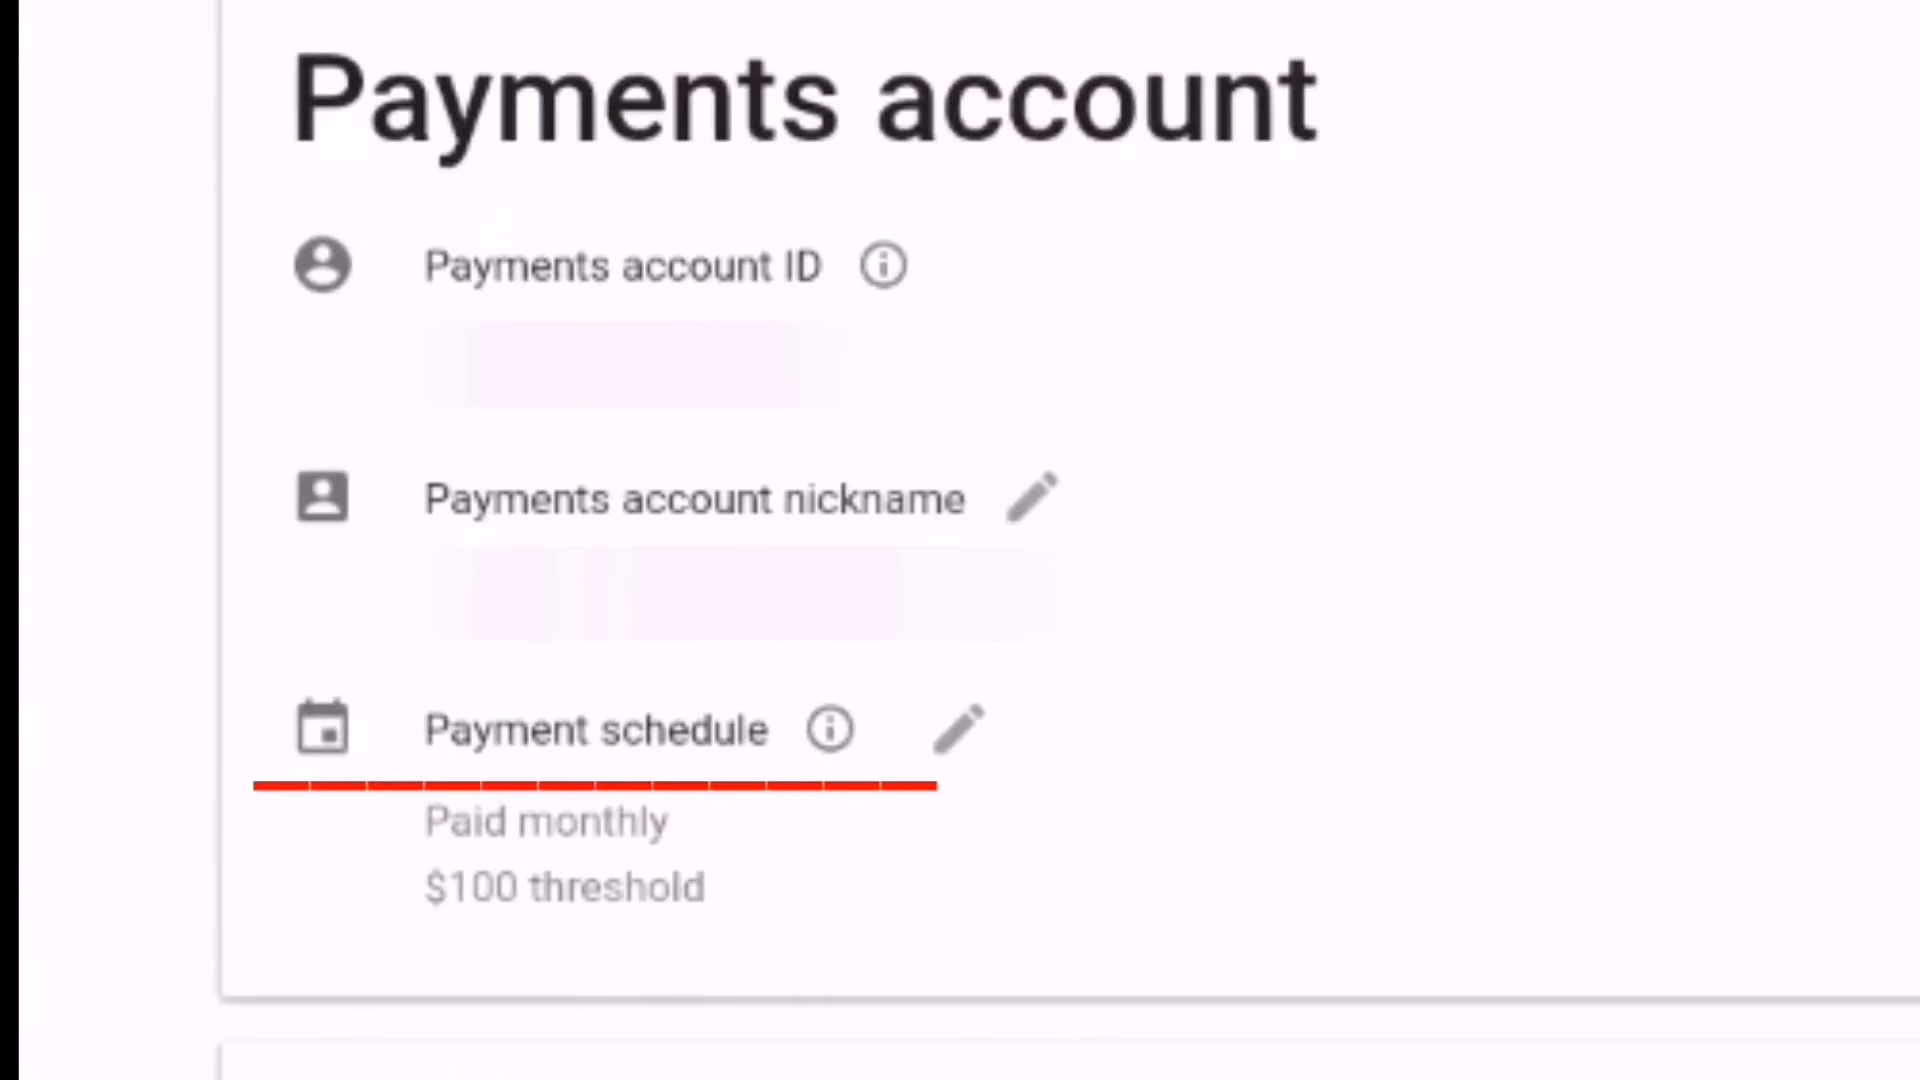 Payments account
Payments account ID
Payments account nickname
Payment schedule
Paid monthly
$100 threshold